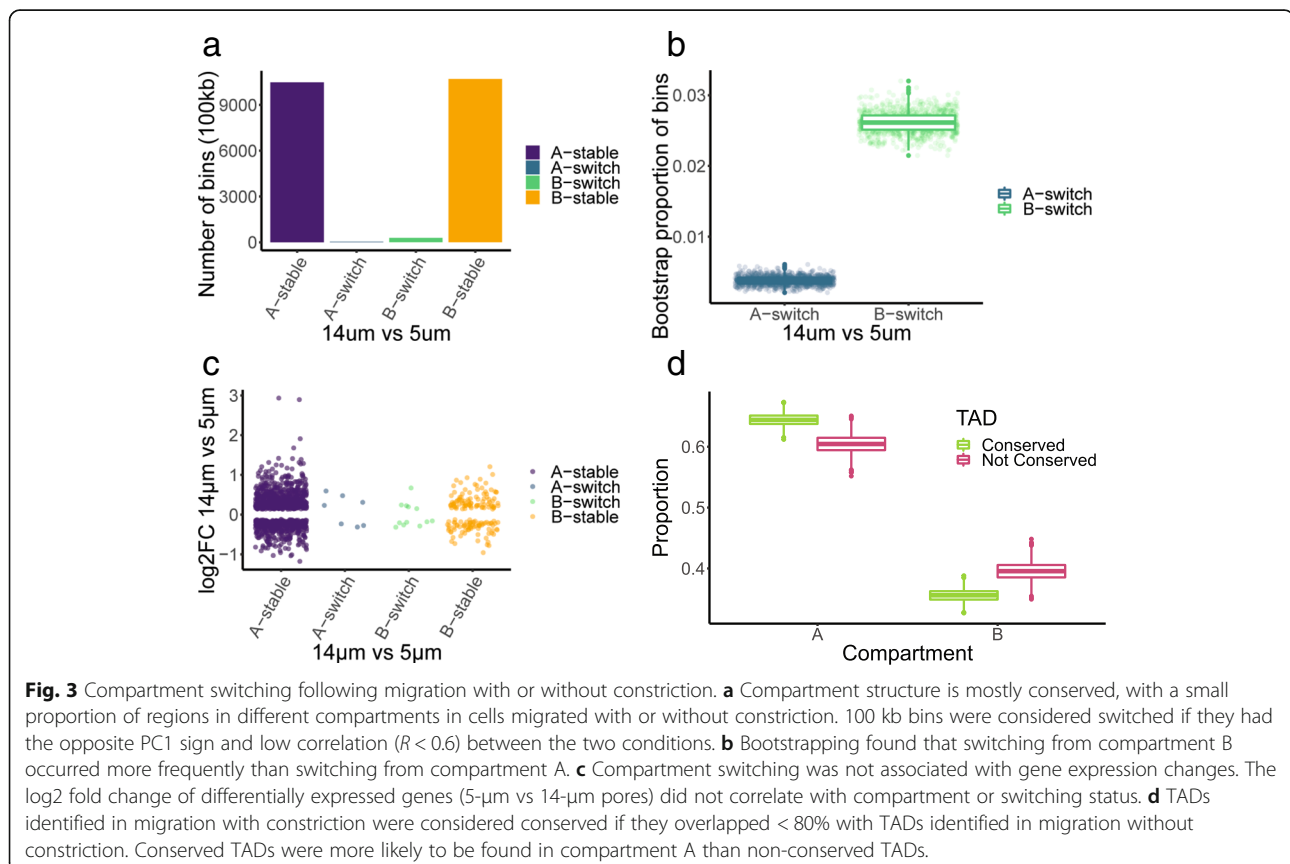 a
Number of bins (100kb)
9000
6000
3000
0
A−stable
A−switch
B−switch
B−stable
14um vs 5um
A−stable
A−switch
B−switch
B−stable
b
Bootstrap proportion of bins
0.03
0.02
0.01
A−switch
B−switch
14um vs 5um
A−switch
B−switch
c
log2FC 14µm vs 5µm
3
2
1
0
−1
A−stable
A−switch
B−switch
B−stable
14µm vs 5µm
A−stable
A−switch
B−switch
B−stable
d
Proportion
0.6
0.5
0.4
A
B
Compartment
TAD
Conserved
Not Conserved
Fig. 3 Compartment switching following migration with or without constriction. a Compartment structure is mostly conserved, with a small
proportion of regions in different compartments in cells migrated with or without constriction. 100 kb bins were considered switched if they had
the opposite PC1 sign and low correlation (R < 0.6) between the two conditions. b Bootstrapping found that switching from compartment B
occurred more frequently than switching from compartment A. c Compartment switching was not associated with gene expression changes. The
log2 fold change of differentially expressed genes (5-μm vs 14-μm pores) did not correlate with compartment or switching status. d TADs
identified in migration with constriction were considered conserved if they overlapped < 80% with TADs identified in migration without
constriction. Conserved TADs were more likely to be found in compartment A than non-conserved TADs.